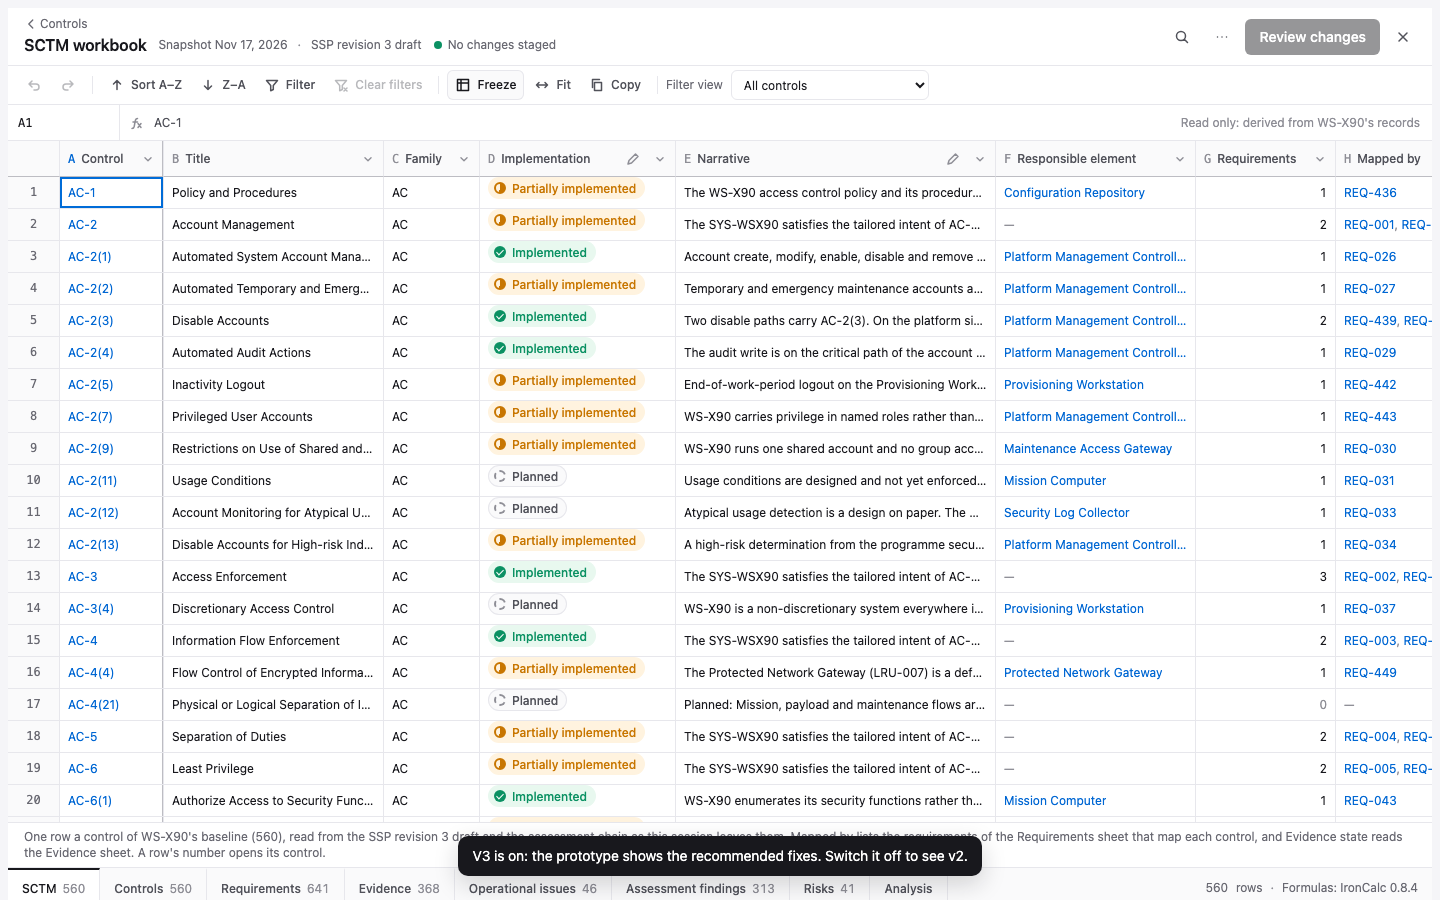 Controls
SCTM workbook Snapshot Nov 17, 2026 · SSP revision 3 draft No changes staged
Review changes
Sort A–Z Z–A Filter Clear filters Freeze Fit Copy Filter view All controls
A1 fx AC-1 Read only: derived from WS-X90's records
A Control B Title C Family D Implementation E Narrative F Responsible element G Requirements H Mapped by
1 AC-1 Policy and Procedures AC Partially implemented The WS-X90 access control policy and its procedur... Configuration Repository 1 REQ-436
2 AC-2 Account Management AC Partially implemented The SYS-WSX90 satisfies the tailored intent of AC-... — 2 REQ-001, REQ-
3 AC-2(1) Automated System Account Mana... AC Implemented Account create, modify, enable, disable and remove ... Platform Management Controll... 1 REQ-026
4 AC-2(2) Automated Temporary and Emerg... AC Partially implemented Temporary and emergency maintenance accounts a... Platform Management Controll... 1 REQ-027
5 AC-2(3) Disable Accounts AC Implemented Two disable paths carry AC-2(3). On the platform si... Platform Management Controll... 2 REQ-439, REQ-
6 AC-2(4) Automated Audit Actions AC Implemented The audit write is on the critical path of the account ... Platform Management Controll... 1 REQ-029
7 AC-2(5) Inactivity Logout AC Partially implemented End-of-work-period logout on the Provisioning Work... Provisioning Workstation 1 REQ-442
8 AC-2(7) Privileged User Accounts AC Partially implemented WS-X90 carries privilege in named roles rather than... Platform Management Controll... 1 REQ-443
9 AC-2(9) Restrictions on Use of Shared and... AC Partially implemented WS-X90 runs one shared account and no group acc... Maintenance Access Gateway 1 REQ-030
10 AC-2(11) Usage Conditions AC Planned Usage conditions are designed and not yet enforced... Mission Computer 1 REQ-031
11 AC-2(12) Account Monitoring for Atypical U... AC Planned Atypical usage detection is a design on paper. The ... Security Log Collector 1 REQ-033
12 AC-2(13) Disable Accounts for High-risk Ind... AC Partially implemented A high-risk determination from the programme secu... Platform Management Controll... 1 REQ-034
13 AC-3 Access Enforcement AC Implemented The SYS-WSX90 satisfies the tailored intent of AC-... — 3 REQ-002, REQ-
14 AC-3(4) Discretionary Access Control AC Planned WS-X90 is a non-discretionary system everywhere i... Provisioning Workstation 1 REQ-037
15 AC-4 Information Flow Enforcement AC Implemented The SYS-WSX90 satisfies the tailored intent of AC-... — 2 REQ-003, REQ-
16 AC-4(4) Flow Control of Encrypted Informa... AC Partially implemented The Protected Network Gateway (LRU-007) is a def... Protected Network Gateway 1 REQ-449
17 AC-4(21) Physical or Logical Separation of I... AC Planned Planned: Mission, payload and maintenance flows ar... — 0 —
18 AC-5 Separation of Duties AC Partially implemented The SYS-WSX90 satisfies the tailored intent of AC-... — 2 REQ-004, REQ-
19 AC-6 Least Privilege AC Partially implemented The SYS-WSX90 satisfies the tailored intent of AC-... — 2 REQ-005, REQ-
20 AC-6(1) Authorize Access to Security Func... AC Implemented WS-X90 enumerates its security functions rather th... Mission Computer 1 REQ-043
One row a control of WS-X90's baseline (560), read from the SSP revision 3 draft and the assessment chain as this session leaves them. Mapped by lists the requirements of the Requirements sheet that map each control, and Evidence state reads
the Evidence sheet. A row's number opens its control.
V3 is on: the prototype shows the recommended fixes. Switch it off to see v2.
SCTM 560 Controls 560 Requirements 641 Evidence 368 Operational issues 46 Assessment findings 313 Risks 41 Analysis 560 rows · Formulas: IronCalc 0.8.4